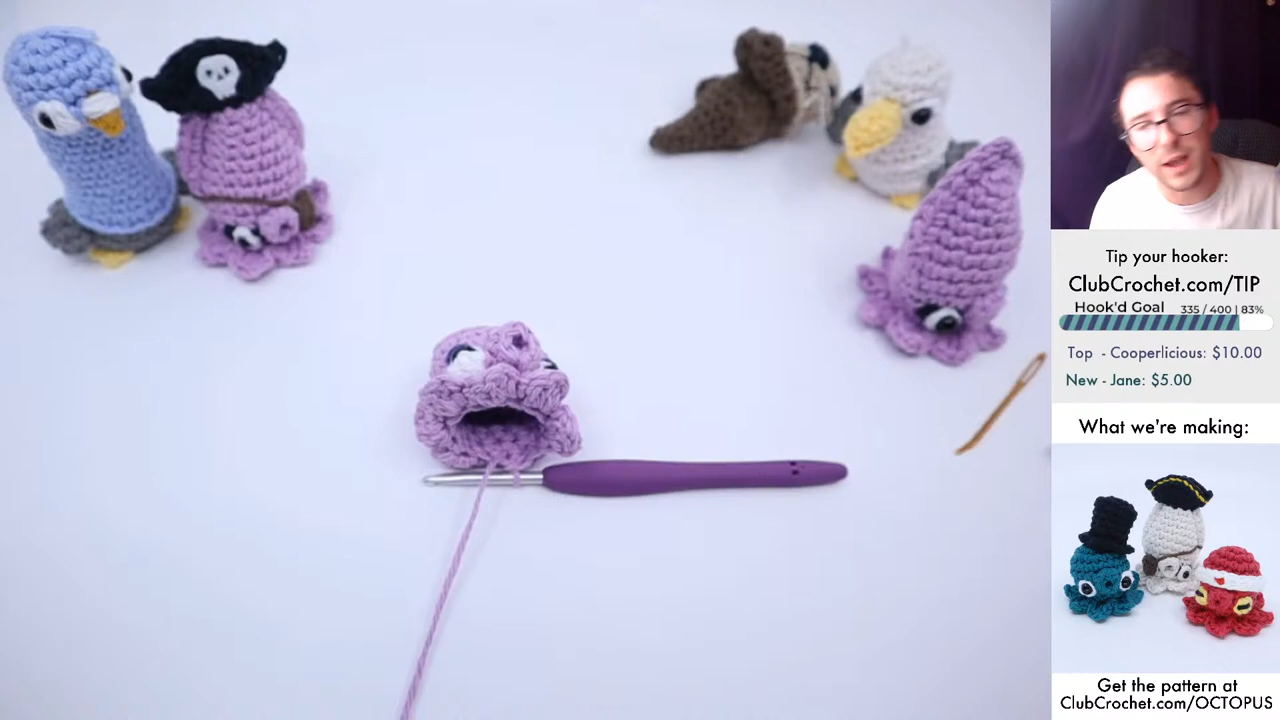 Tip your hooker:
ClubCrochet.com/TIP
Hook'd Goal 335 / 400 | 83%
Top - Cooperlicious: $10.00
New - Jane: $5.00
What we're making:
Get the pattern at
ClubCrochet.com/OCTOPUS